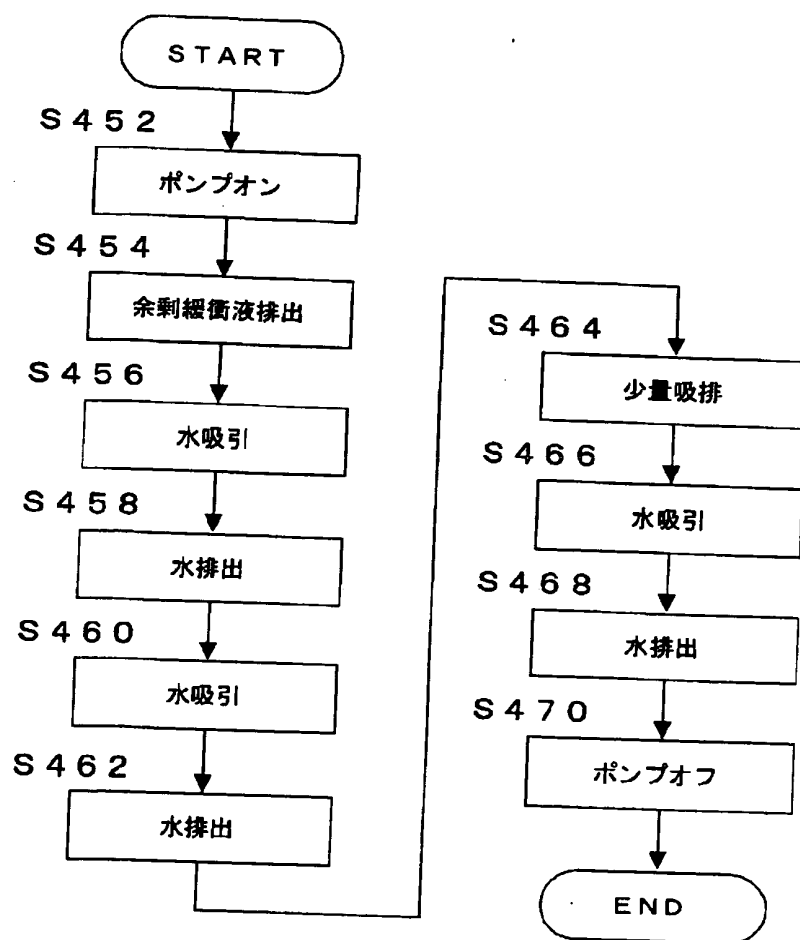 START
S452
ポンプオン
S454
余剰緩衝液排出
S456
水吸引
S458
水排出
S460
水吸引
S462
水排出
S464
少量吸排
S466
水吸引
S468
水排出
S470
ポンプオフ
END